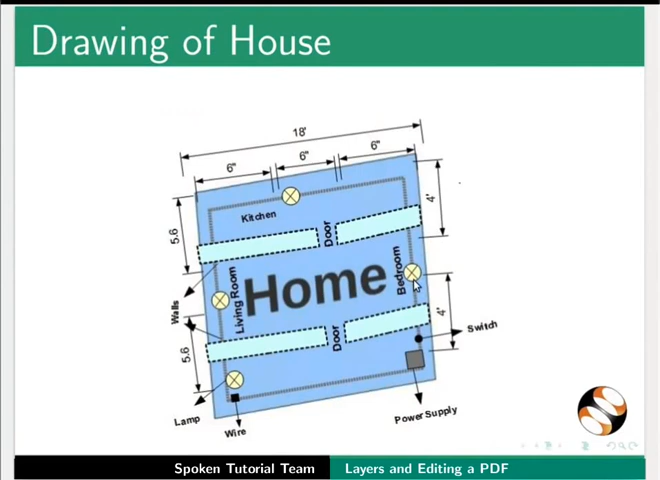 Drawing of House
18'
6"
6"
6"
4'
5.6
Kitchen
Door
Home
Living Room
Bedroom
Walls
4'
5.6
Door
Switch
Lamp
Wire
Power Supply
Spoken Tutorial Team
Layers and Editing a PDF